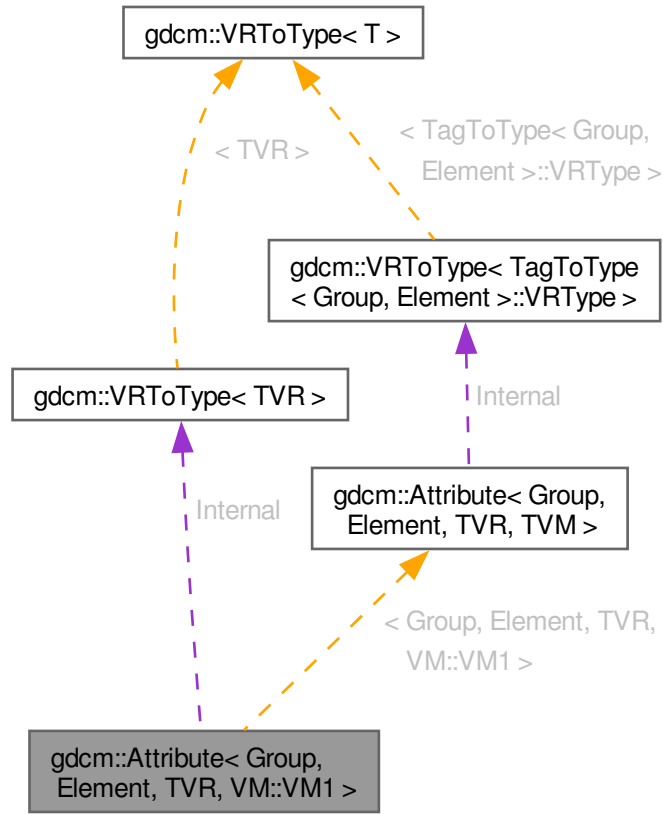 gdcm::VRToType< T >
< TVR >
< TagToType< Group,
Element >::VRType >
gdcm::VRToType< TagToType
< Group, Element >::VRType >
gdcm::VRToType< TVR >
Internal
gdcm::Attribute< Group,
Element, TVR, TVM >
Internal
< Group, Element, TVR,
VM::VM1 >
gdcm::Attribute< Group,
Element, TVR, VM::VM1 >